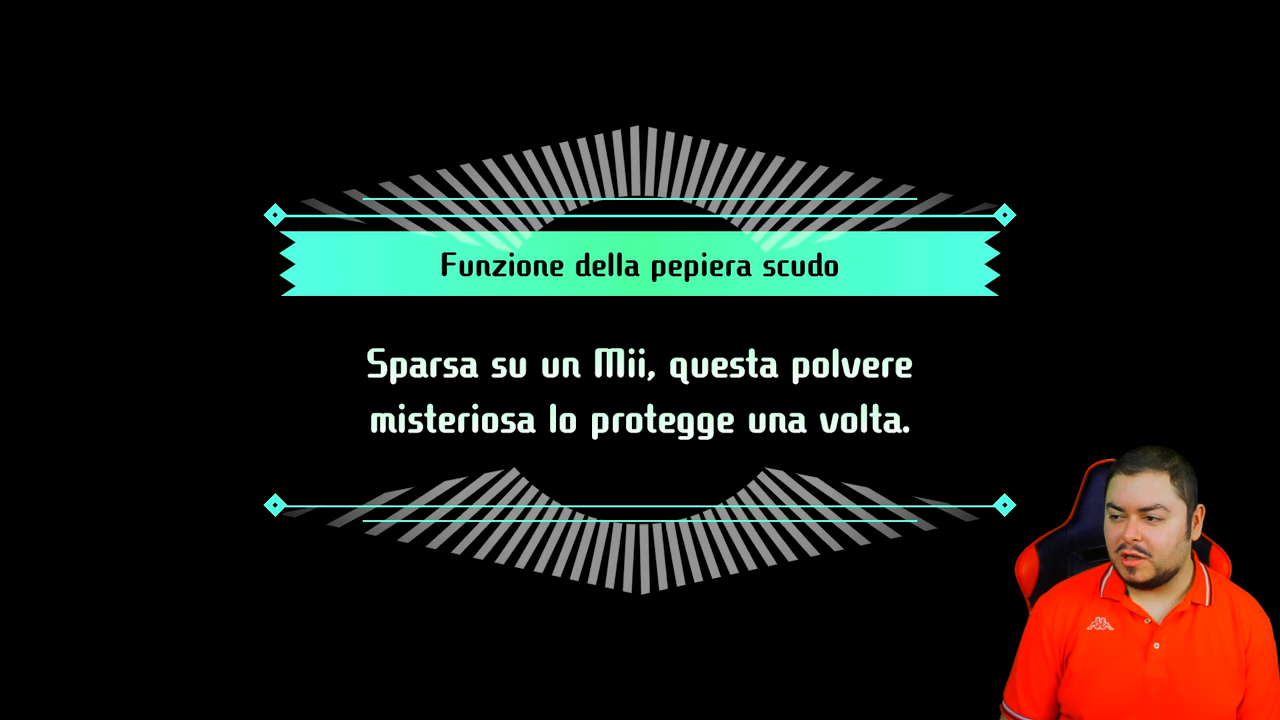 Funzione della pepiera scudo
Sparsa su un Mii, questa polvere
misteriosa lo protegge una volta.